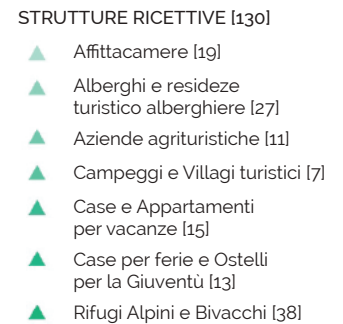 STRUTTURE RICETTIVE [130]
Affittacamere [19]
Alberghi e resideze
turistico alberghiere [27]
Aziende agrituristiche [11]
Campeggi e Villagi turistici [7]
Case e Appartamenti
per vacanze [15]
Case per ferie e Ostelli
per la Giuventù [13]
Rifugi Alpini e Bivacchi [38]